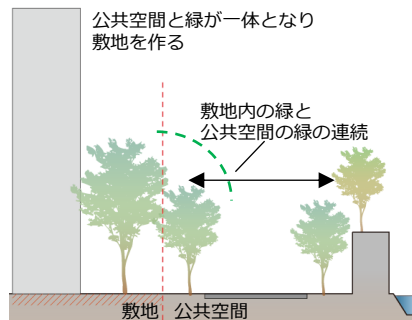 公共空間と緑が一体となり
敷地を作る
敷地内の緑と
公共空間の緑の連続
敷地 公共空間